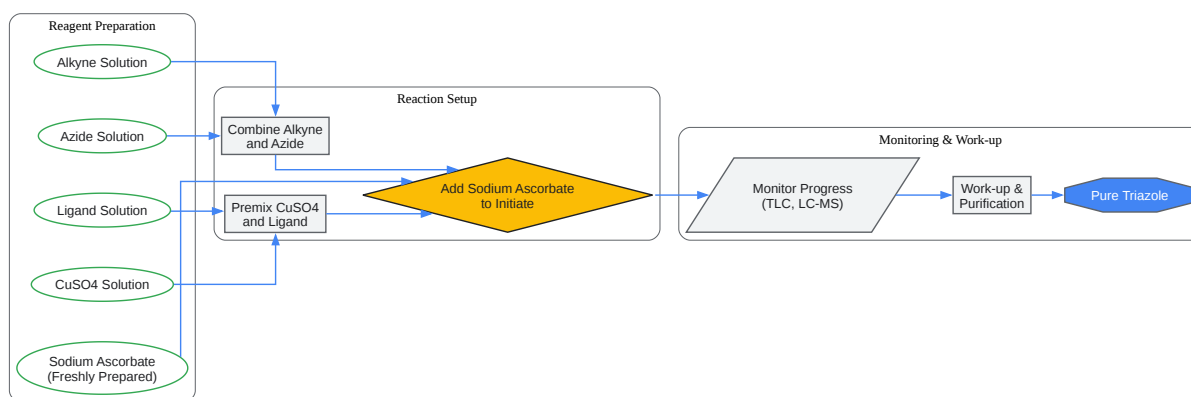 Reagent Preparation
Alkyne Solution
Azide Solution
Ligand Solution
CuSO4 Solution
Sodium Ascorbate
(Freshly Prepared)
Reaction Setup
Combine Alkyne
and Azide
Premix CuSO4
and Ligand
Add Sodium Ascorbate
to Initiate
Monitoring & Work-up
Monitor Progress
(TLC, LC-MS)
Work-up &
Purification
Pure Triazole